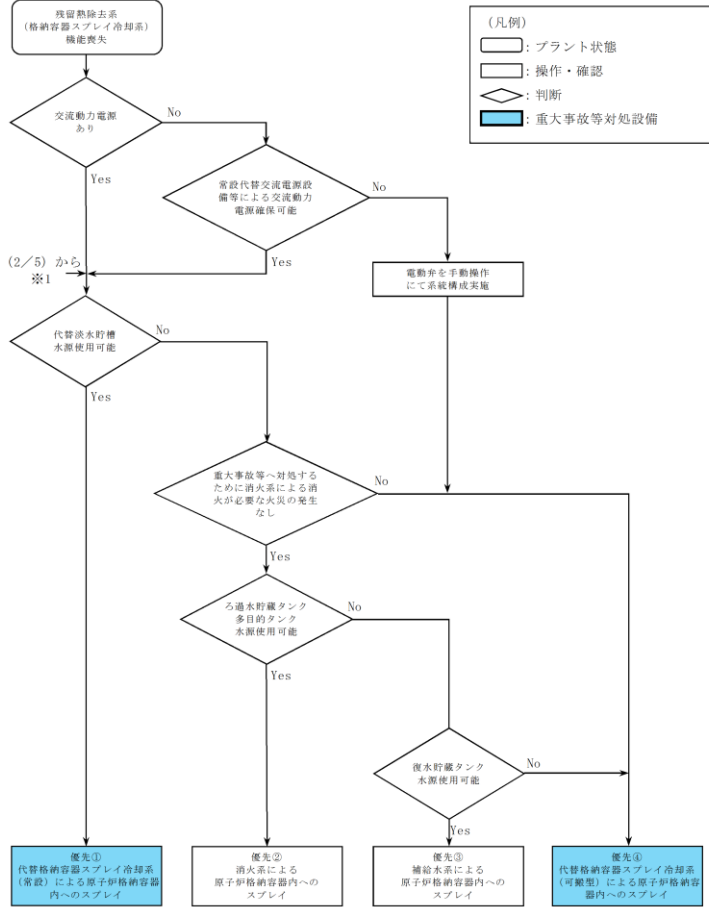 残留熱除去系
(格納容器スプレイ冷却系)
機能喪失
(凡例)
：プラント状態
：操作・確認
：判断
：重大事故等対処設備
交流動力電源
あり
No
Yes
常設代替交流電源設
備等による交流動力
電源確保可能
No
Yes
(2／5) から
※1
電動弁を手動操作
にて系統構成実施
代替淡水貯槽
水源使用可能
No
Yes
重大事故等へ対処する
ために消火系による消
火が必要な火災の発生
なし
No
Yes
ろ過水貯蔵タンク
多目的タンク
水源使用可能
No
Yes
復水貯蔵タンク
水源使用可能
No
Yes
優先①
代替格納容器スプレイ冷却系
(常設）による原子炉格納容器
内へのスプレイ
優先②
消火系による
原子炉格納容器内への
スプレイ
優先③
補給水系による
原子炉格納容器内への
スプレイ
優先④
代替格納容器スプレイ冷却系
(可搬型）による原子炉格納容
器内へのスプレイ